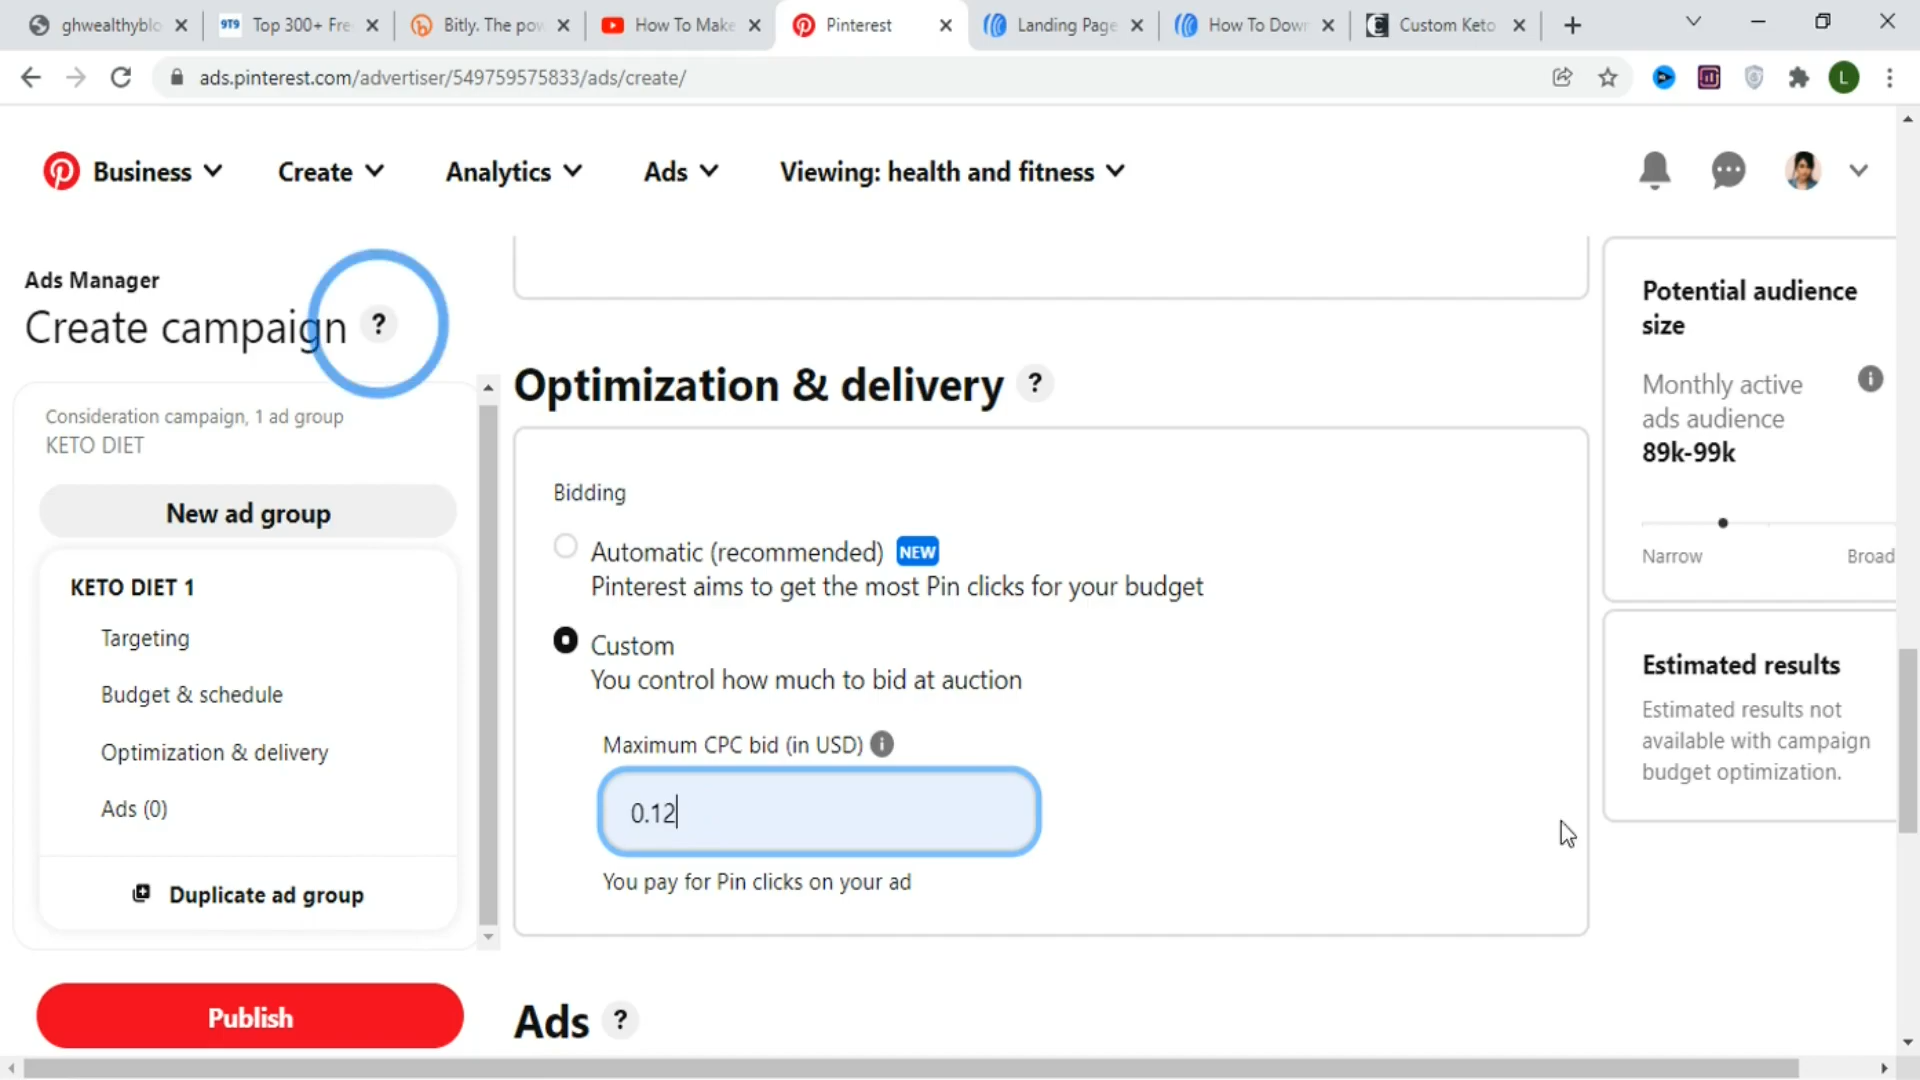 ghwealthyblo
9T9
Top 300+ Fre
Bitly. The pow
How To Make
Pinterest
Landing Page
How To Down
Custom Keto
ads.pinterest.com/advertiser/549759575833/ads/create/
L
Business
Create
Analytics
Ads
Viewing: health and fitness
Ads Manager
Create campaign ?
Consideration campaign, 1 ad group
KETO DIET
New ad group
KETO DIET 1
Targeting
Budget & schedule
Optimization & delivery
Ads (0)
Duplicate ad group
Publish
Optimization & delivery ?
Bidding
Automatic (recommended) NEW
Pinterest aims to get the most Pin clicks for your budget
Custom
You control how much to bid at auction
Maximum CPC bid (in USD) i
0.12
You pay for Pin clicks on your ad
Ads ?
Potential audience
size
Monthly active
ads audience
89k-99k
i
Narrow
Broad
Estimated results
Estimated results not
available with campaign
budget optimization.